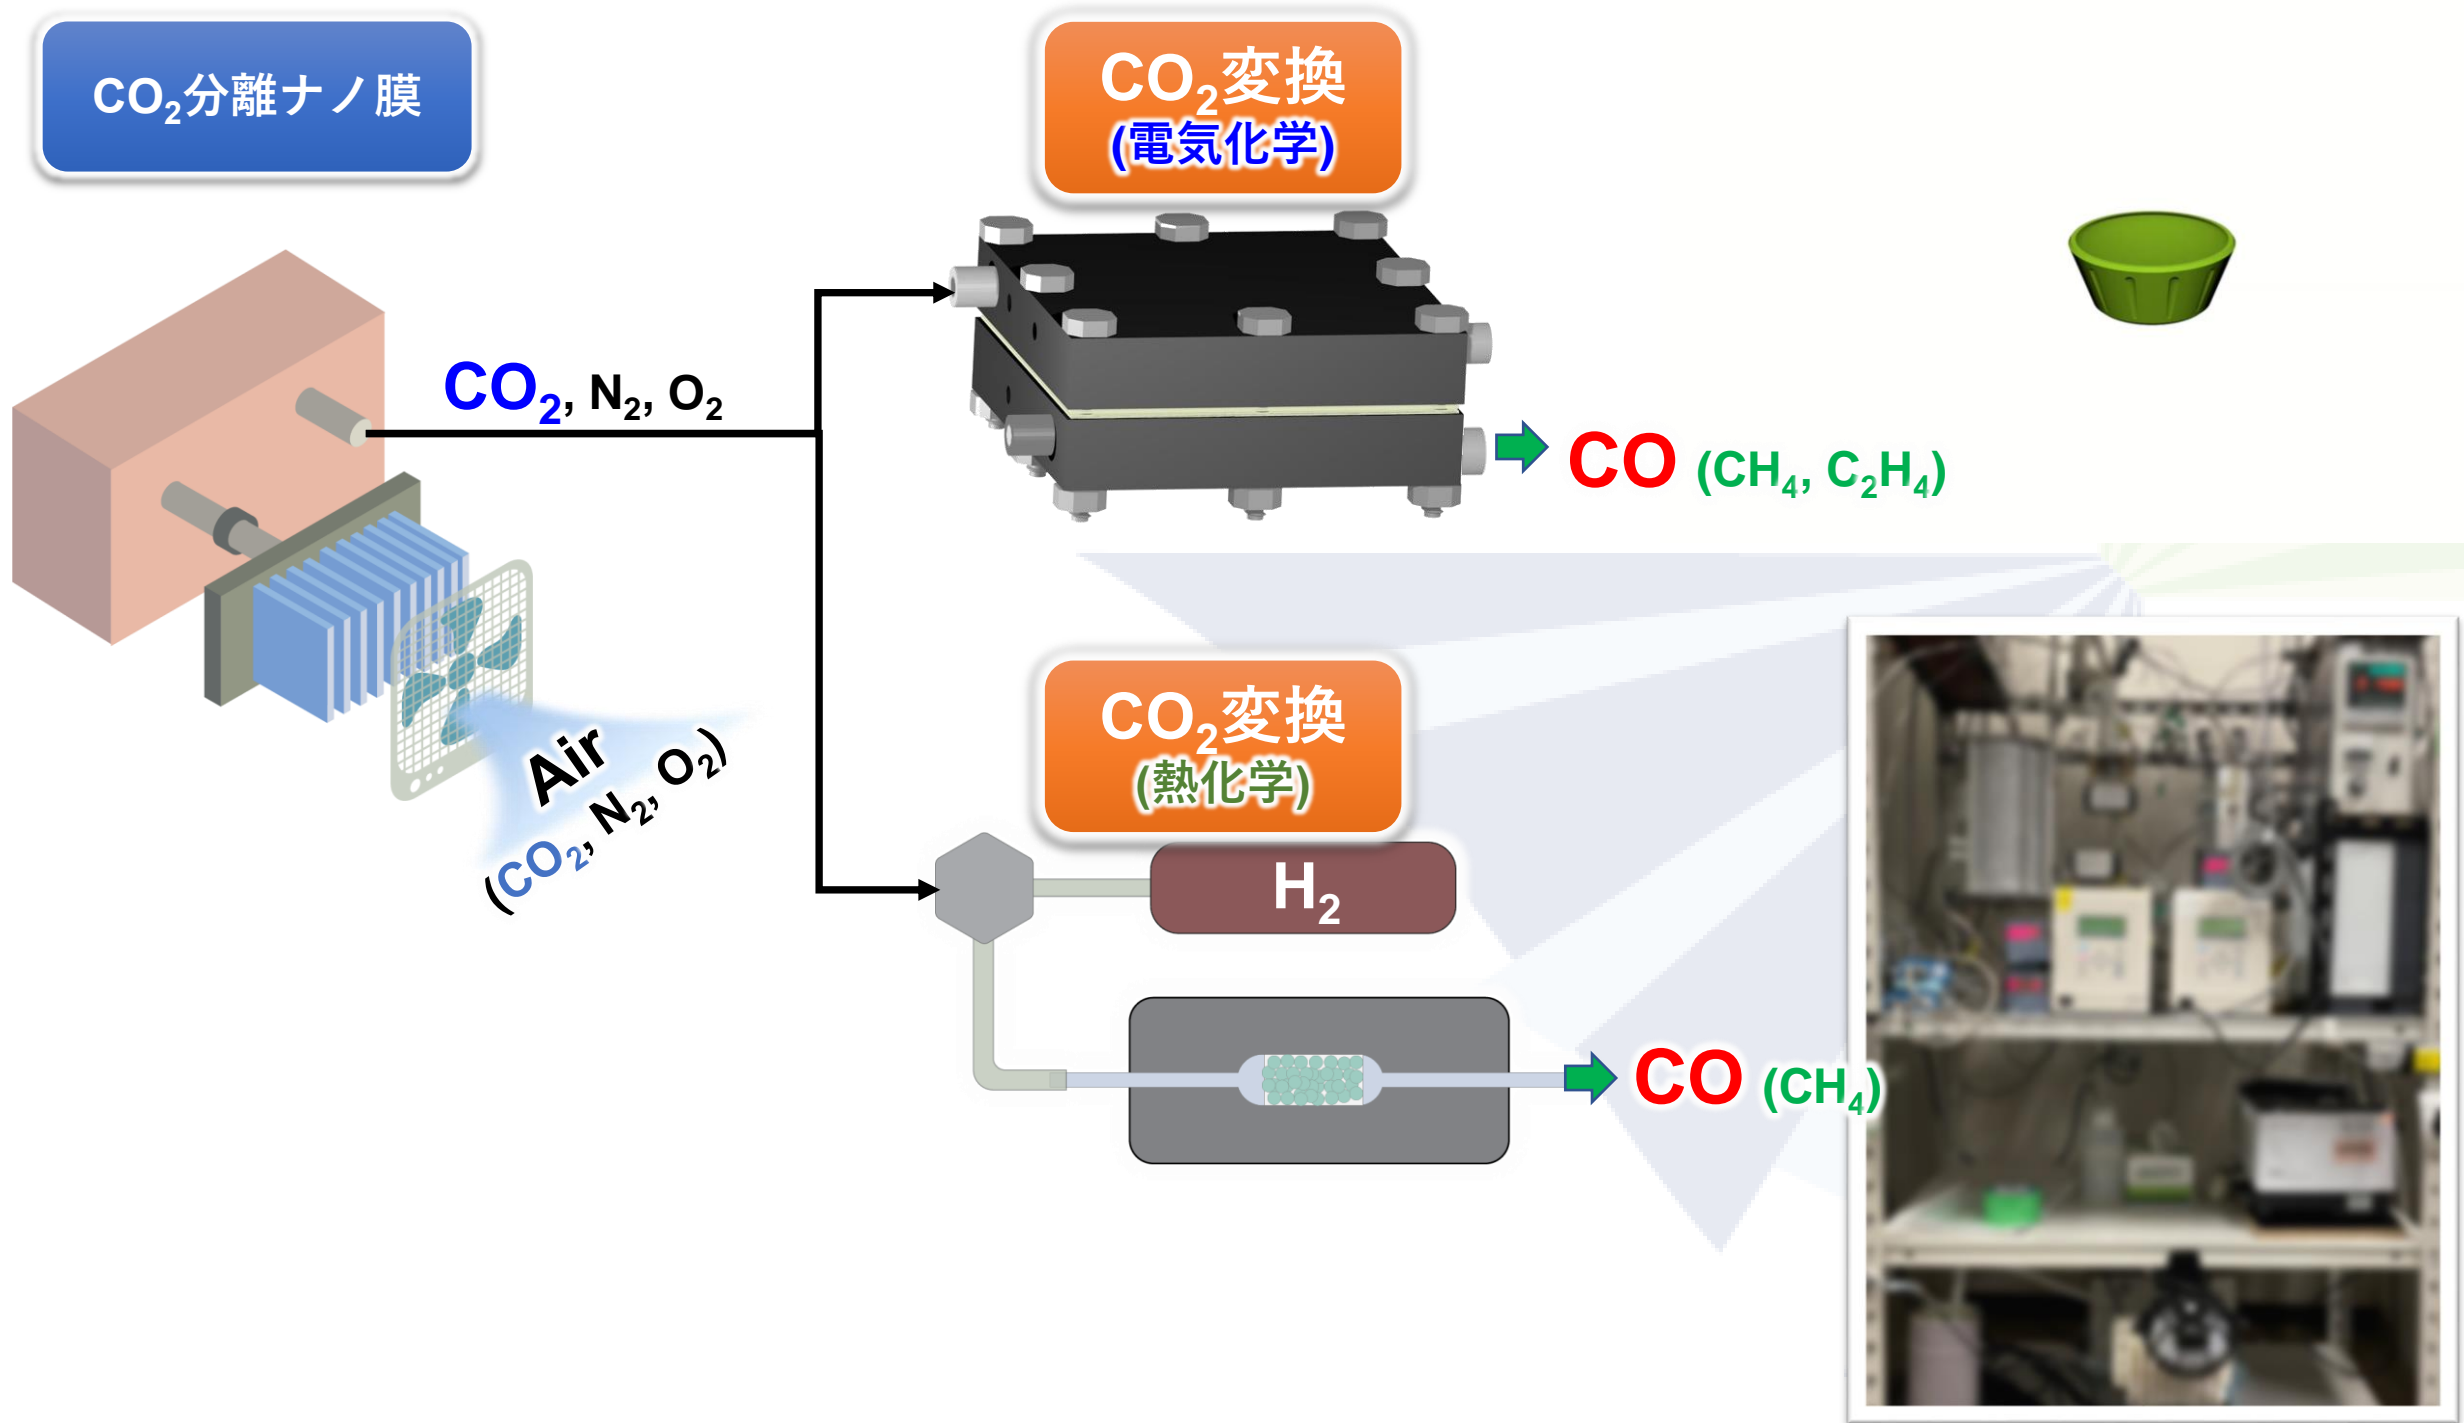 CO₂分離ナノ膜
CO₂変換
(電気化学)
CO₂, N₂, O₂
CO (CH₄, C₂H₄)
Air
(CO₂, N₂, O₂)
CO₂変換
(熱化学)
H₂
CO (CH₄)